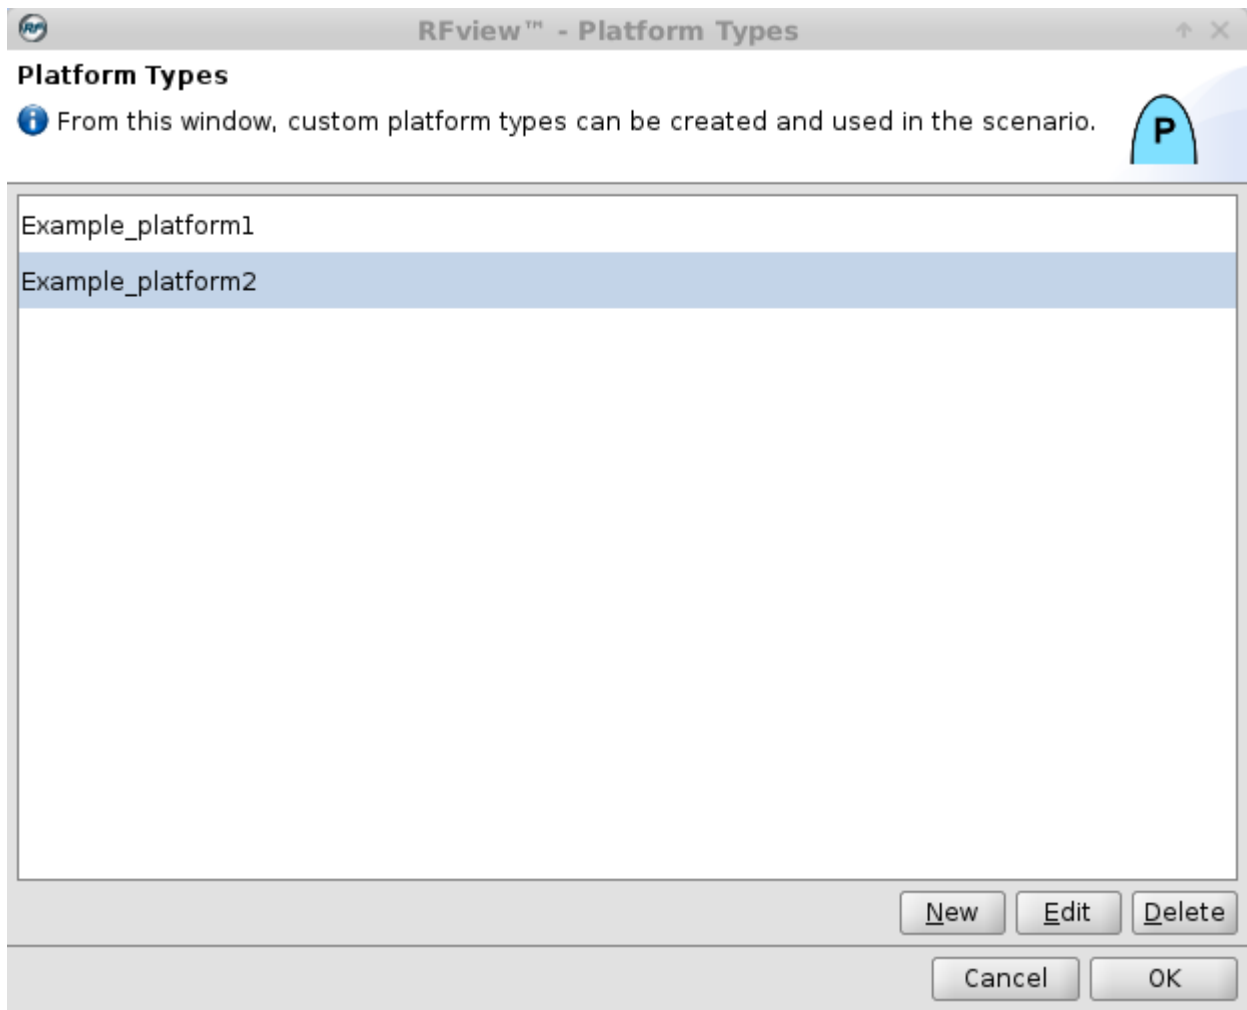 RF
RFview™ - Platform Types
Platform Types
From this window, custom platform types can be created and used in the scenario.
P
Example_platform1
Example_platform2
New Edit Delete
Cancel OK